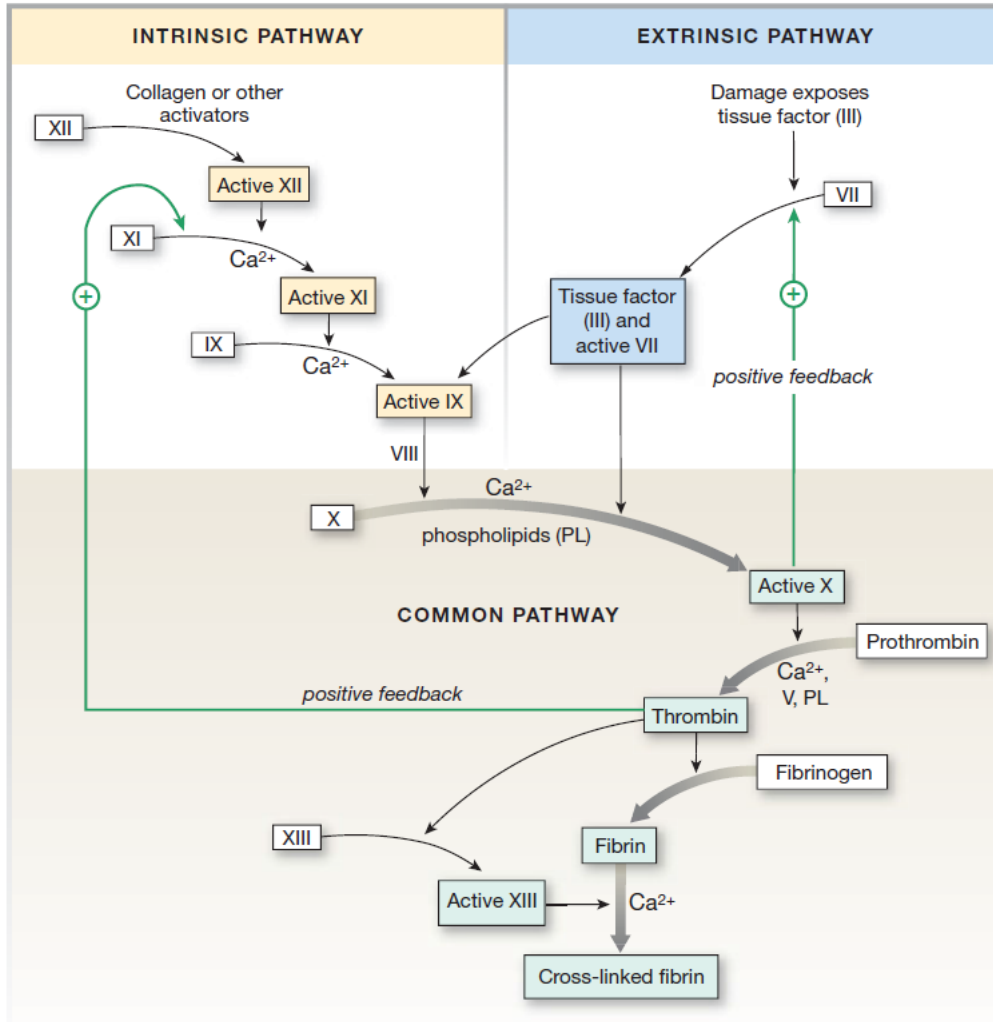 INTRINSIC PATHWAY
EXTRINSIC PATHWAY
Collagen or other
activators
XII
Active XII
XI
Ca²⁺
Active XI
IX
Ca²⁺
Active IX
VIII
Damage exposes
tissue factor (III)
VII
Tissue factor
(III) and
active VII
+
+
positive feedback
Ca²⁺
X
phospholipids (PL)
Active X
COMMON PATHWAY
Prothrombin
Ca²⁺,
V, PL
positive feedback
Thrombin
Fibrinogen
XIII
Fibrin
Active XIII
Ca²⁺
Cross-linked fibrin